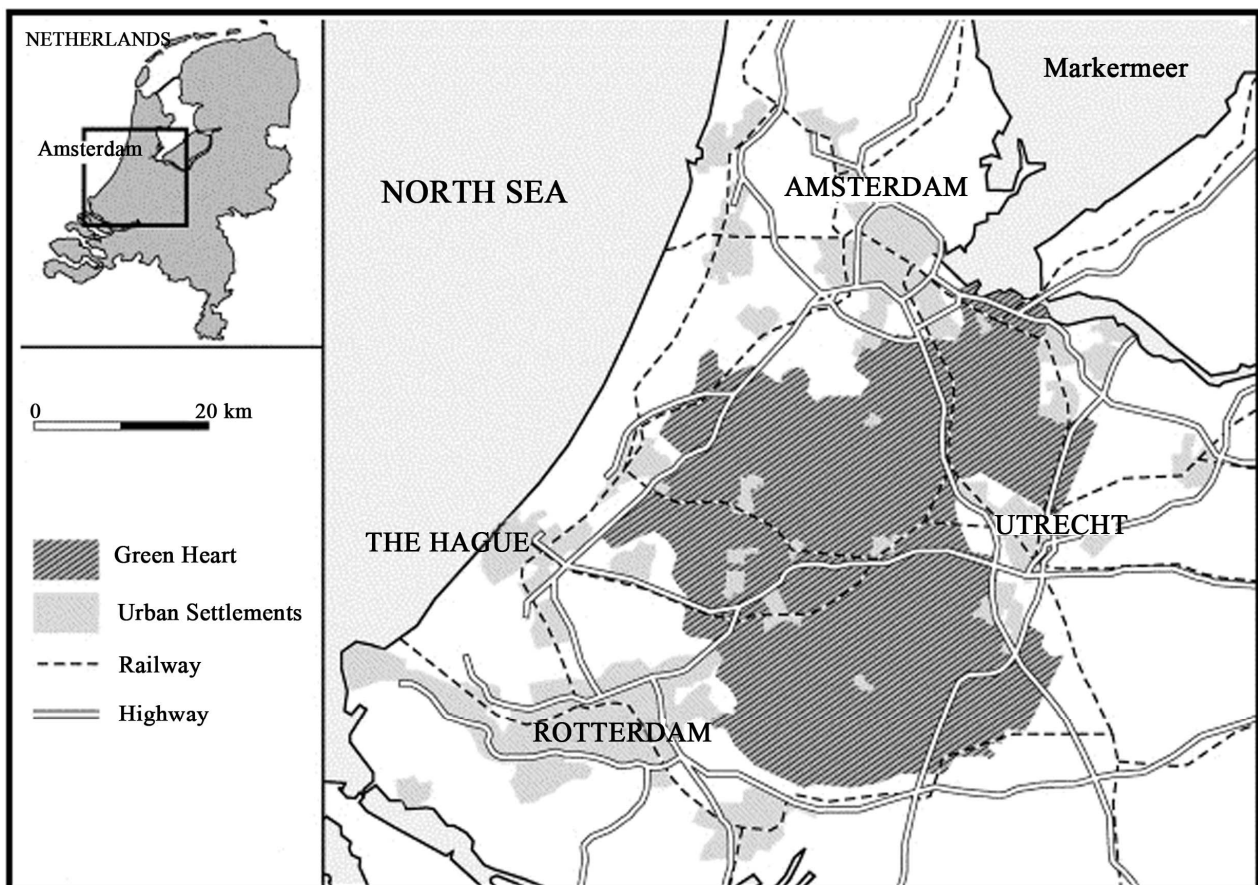 NETHERLANDS
Amsterdam
0 20 km
Green Heart
Urban Settlements
Railway
Highway
Markermeer
NORTH SEA
AMSTERDAM
THE HAGUE
UTRECHT
ROTTERDAM